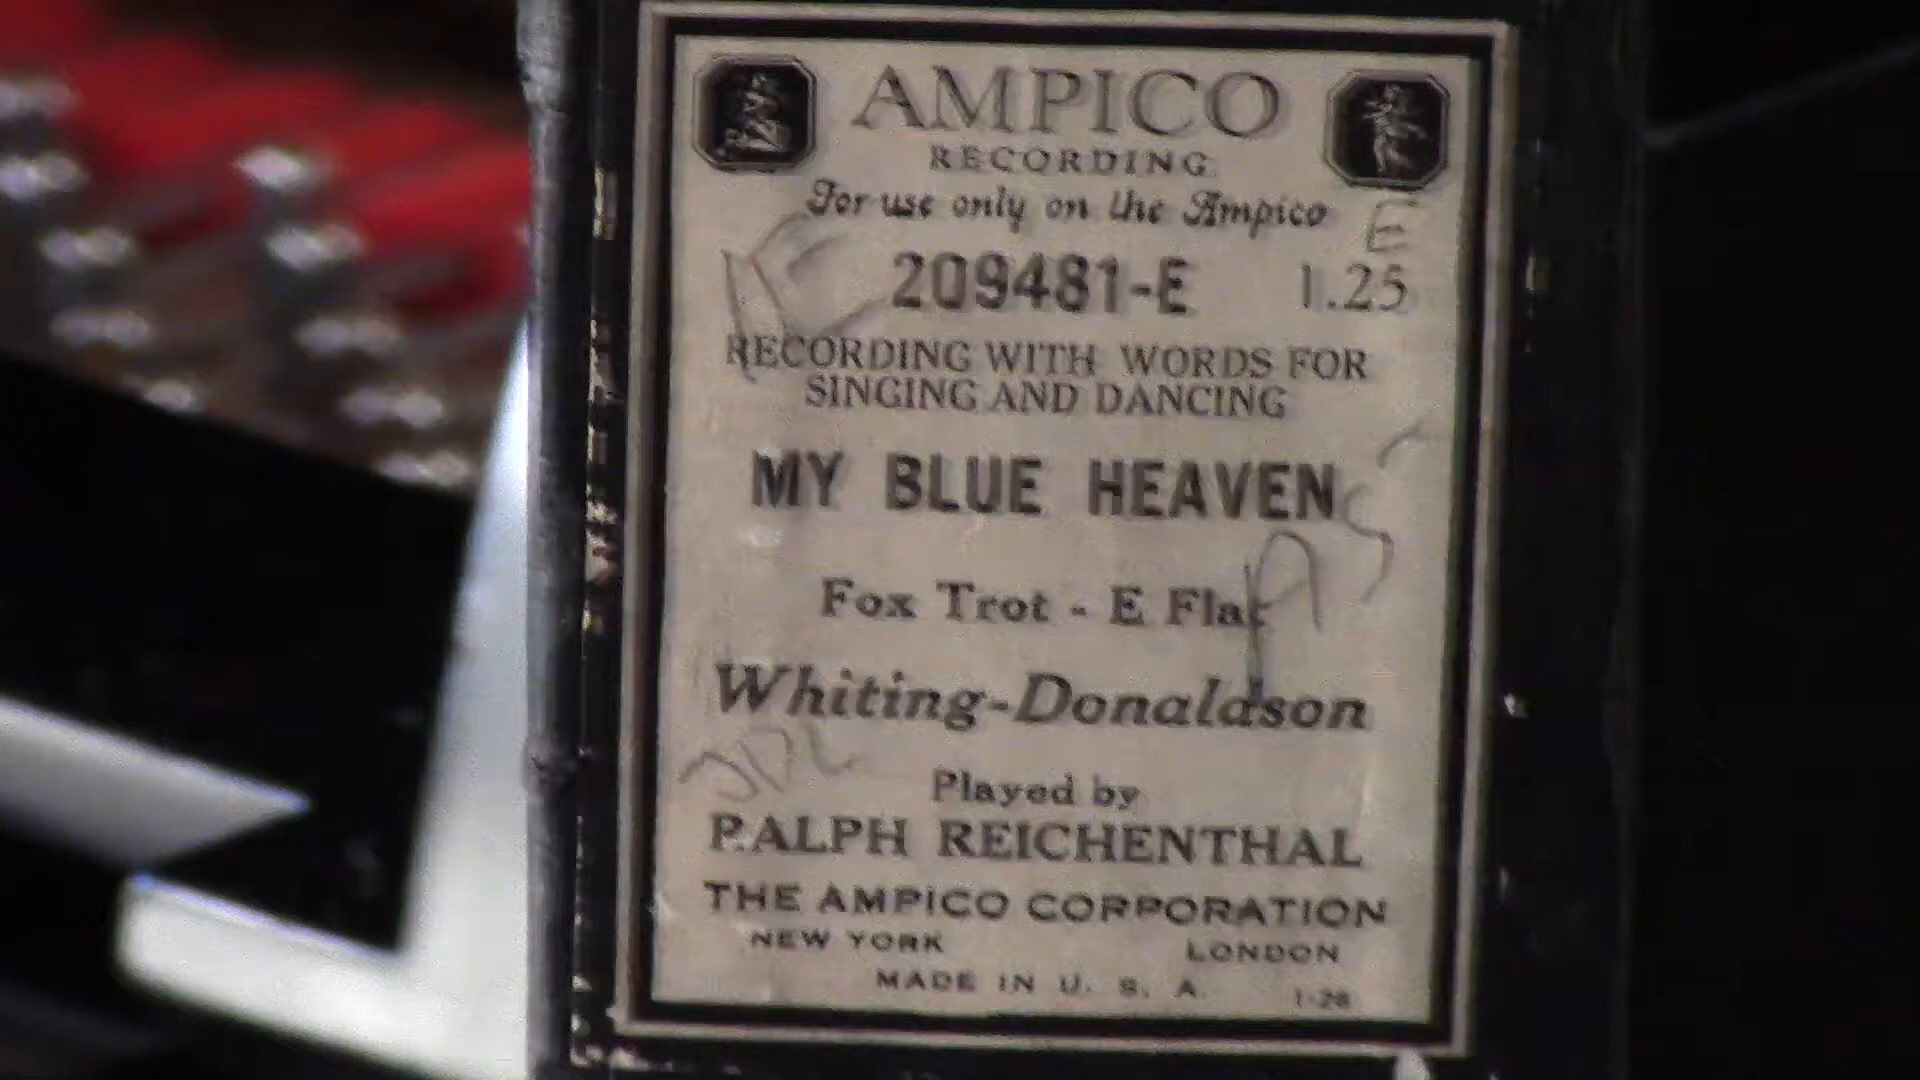 AMPICO
RECORDING
For use only on the Ampico
E
209481-E 1.25
RECORDING WITH WORDS FOR
SINGING AND DANCING
MY BLUE HEAVEN
Fox Trot - E Flat
Whiting-Donaldson
Played by
RALPH REICHENTHAL
THE AMPICO CORPORATION
NEW YORK LONDON
MADE IN U. S. A.